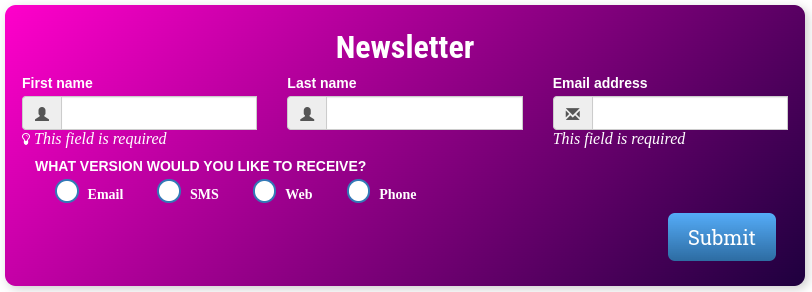 Newsletter
First name Last name Email address
This field is required This field is required
WHAT VERSION WOULD YOU LIKE TO RECEIVE?
Email SMS Web Phone
Submit